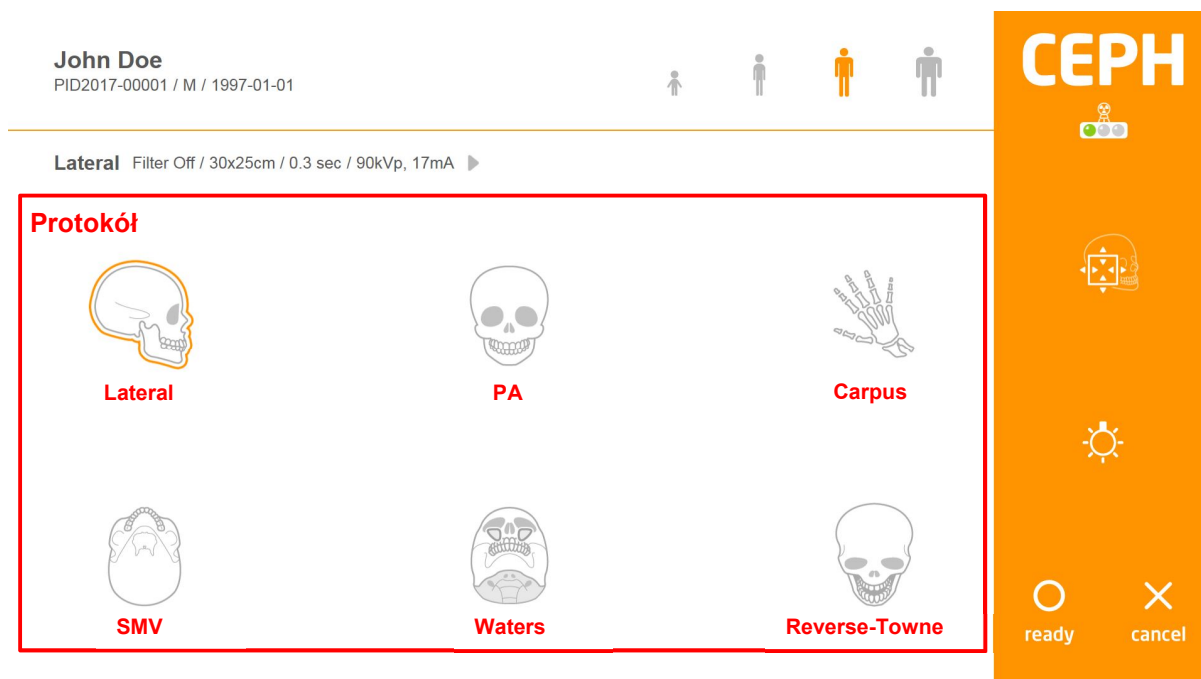 John Doe
PID2017-00001 / M / 1997-01-01
CEPH
Lateral Filter Off / 30x25cm / 0.3 sec / 90kVp, 17mA
Protokół
Lateral PA Carpus
SMV Waters Reverse-Towne
ready cancel